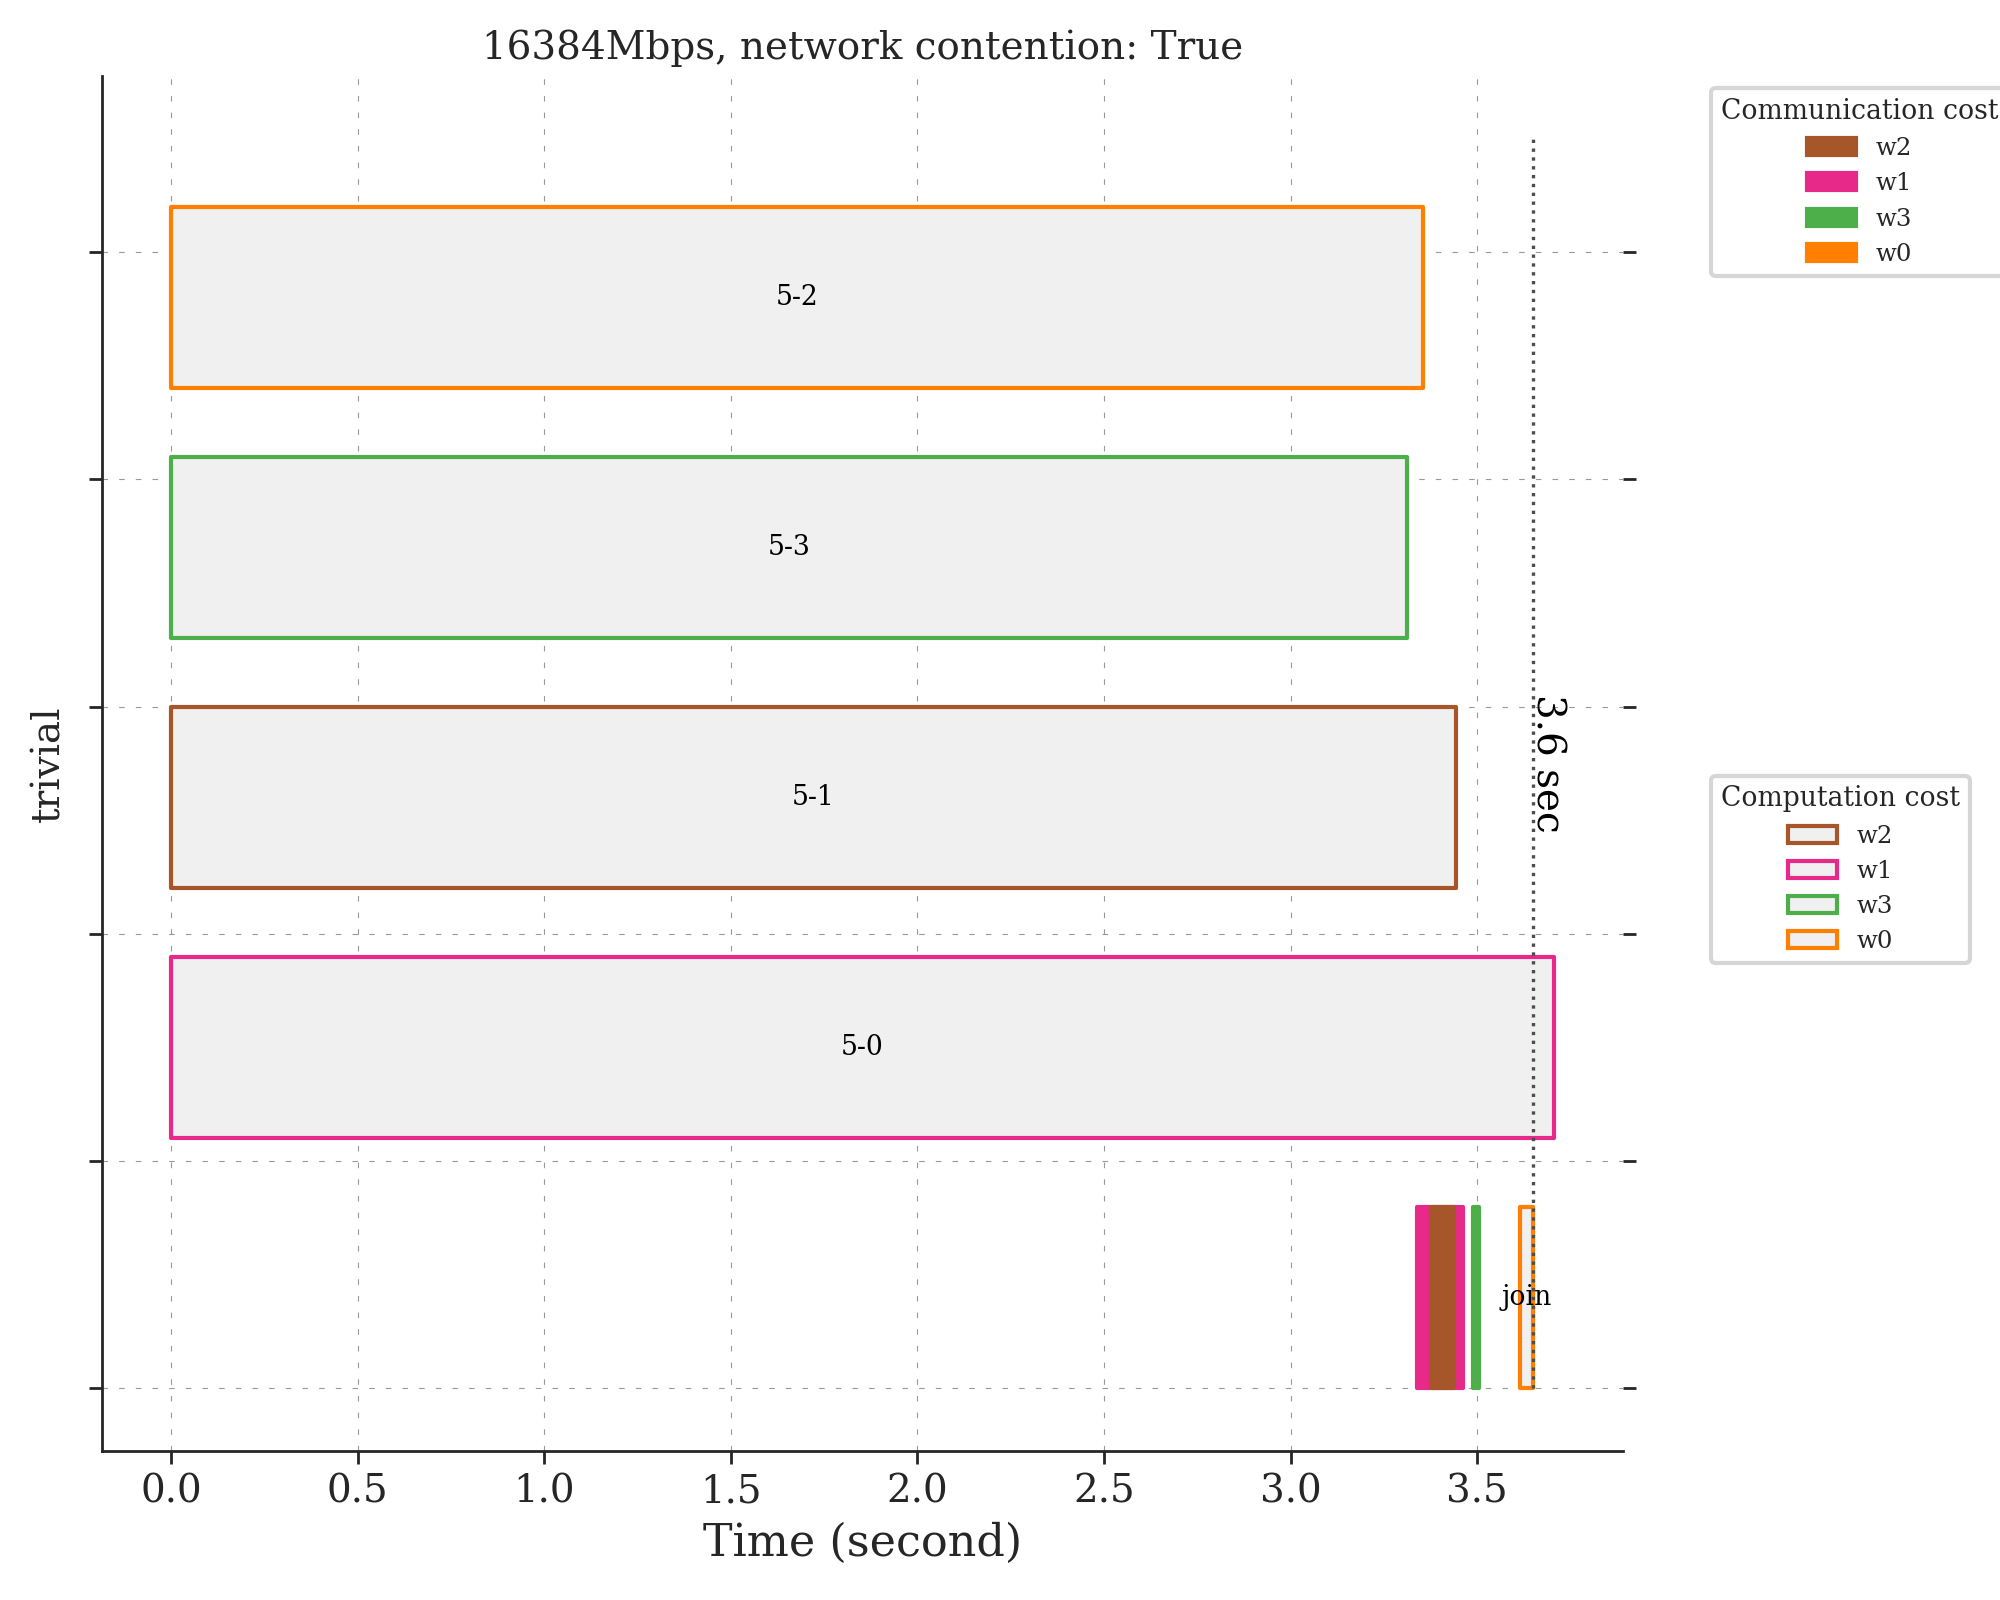 16384Mbps, network contention: True
Communication cost
w2
w1
w3
w0
5-2
5-3
5-1
5-0
join
3.6 sec
trivial
Computation cost
w2
w1
w3
w0
0.0 0.5 1.0 1.5 2.0 2.5 3.0 3.5
Time (second)